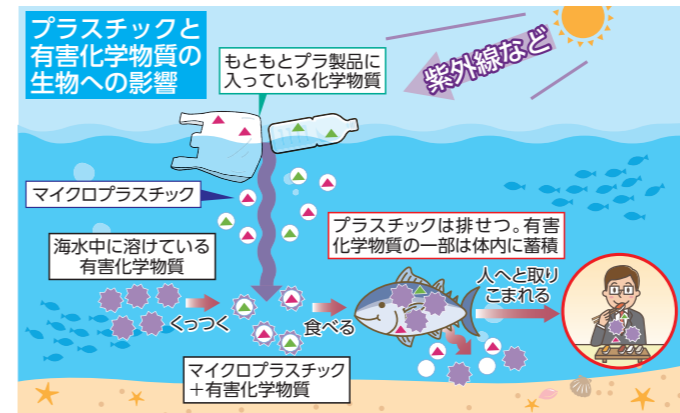 プラスチックと
有害化学物質の
生物への影響
もともとプラ製品に
入っている化学物質
紫外線など
マイクロプラスチック
海水中に溶けている
有害化学物質
プラスチックは排せつ。有害
化学物質の一部は体内に蓄積
くっつく
食べる
人へと取り
こまれる
マイクロプラスチック
＋有害化学物質